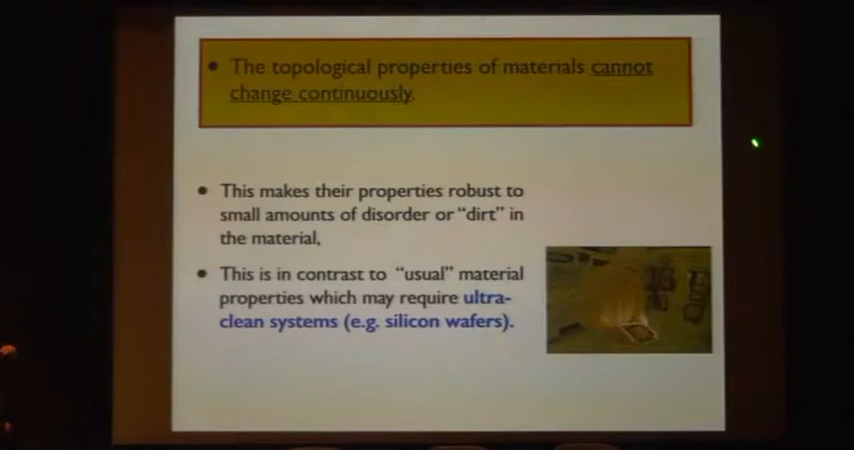 • The topological properties of materials cannot
change continuously.
• This makes their properties robust to
small amounts of disorder or “dirt” in
the material,
• This is in contrast to “usual” material
properties which may require ultra-
clean systems (e.g. silicon wafers).